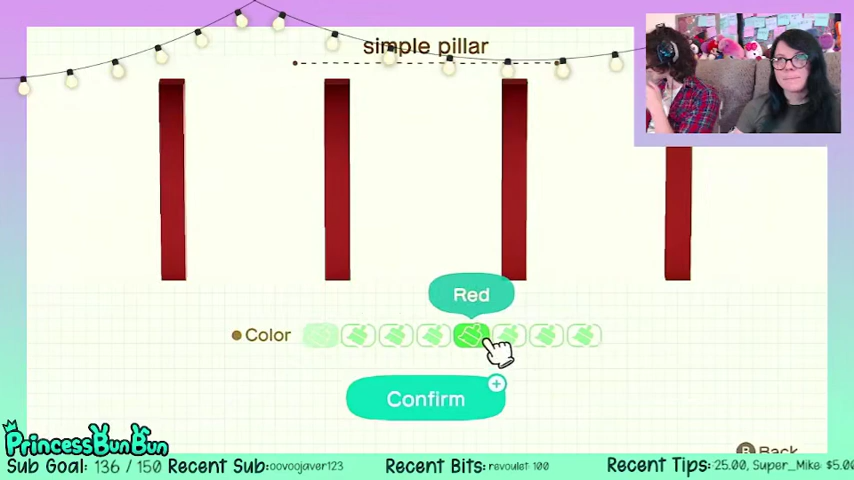 simple pillar
Red
Color
Confirm
Back
PrincessBunBun
Sub Goal: 136 / 150 Recent Sub:oovoojaver123 Recent Bits:revoulet: 100 Recent Tips: 25.00, Super_Mike: $5.00